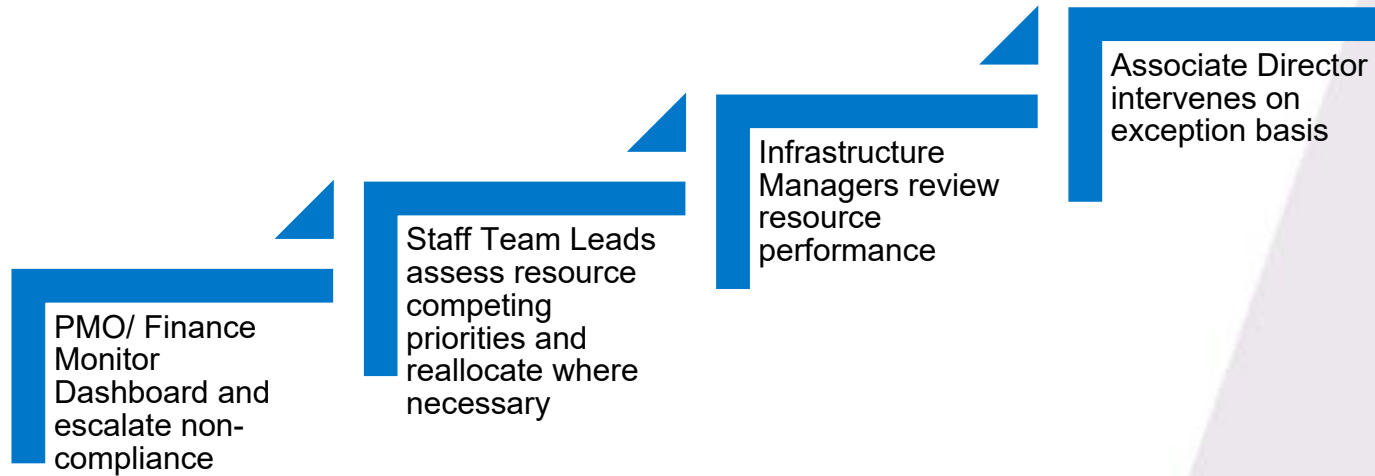 PMO/ Finance
Monitor
Dashboard and
escalate non-
compliance
Staff Team Leads
assess resource
competing
priorities and
reallocate where
necessary
Infrastructure
Managers review
resource
performance
Associate Director
intervenes on
exception basis